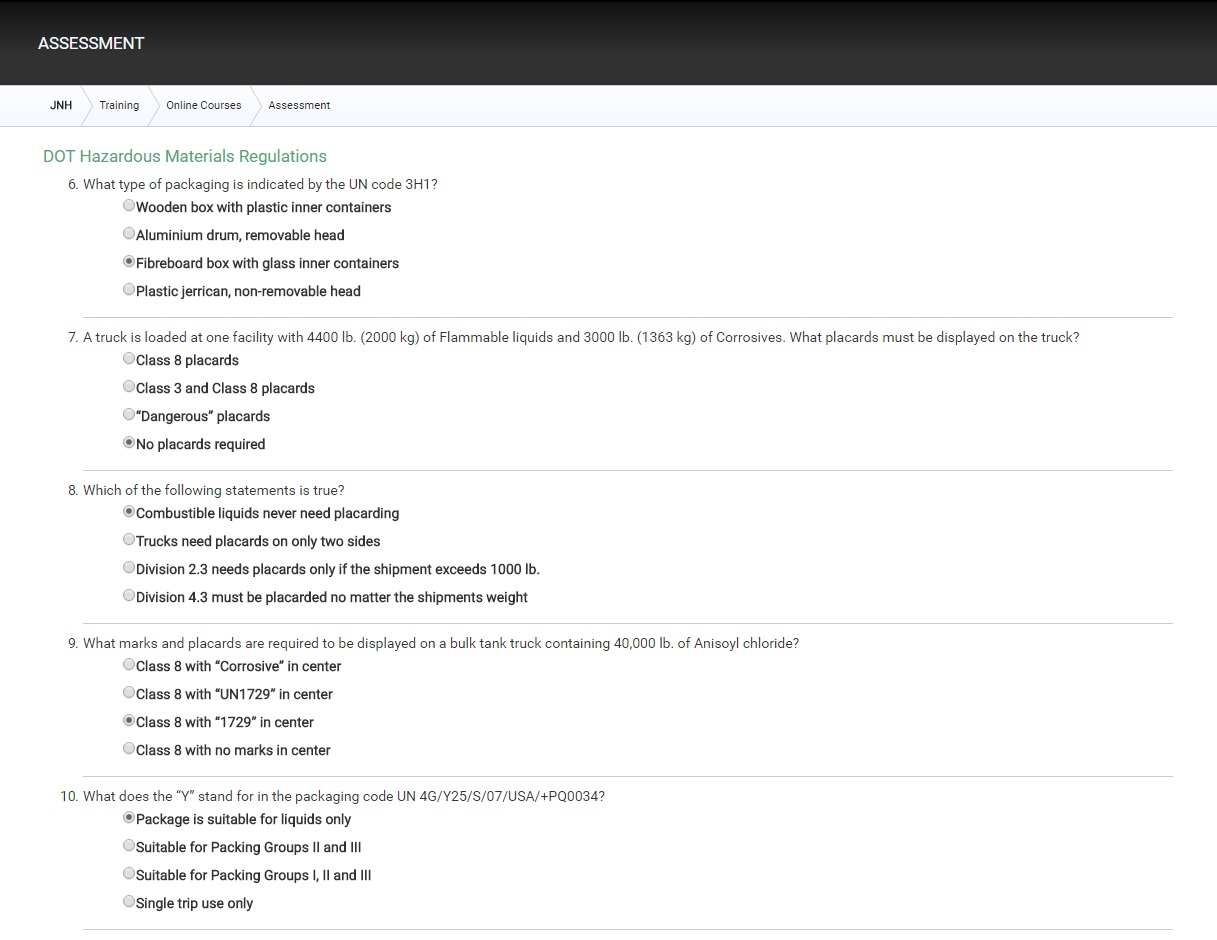 ASSESSMENT
JNH Training Online Courses Assessment
DOT Hazardous Materials Regulations
6. What type of packaging is indicated by the UN code 3H1?
Wooden box with plastic inner containers
Aluminium drum, removable head
Fibreboard box with glass inner containers
Plastic jerrican, non-removable head
7. A truck is loaded at one facility with 4400 lb. (2000 kg) of Flammable liquids and 3000 lb. (1363 kg) of Corrosives. What placards must be displayed on the truck?
Class 8 placards
Class 3 and Class 8 placards
“Dangerous” placards
No placards required
8. Which of the following statements is true?
Combustible liquids never need placarding
Trucks need placards on only two sides
Division 2.3 needs placards only if the shipment exceeds 1000 lb.
Division 4.3 must be placarded no matter the shipments weight
9. What marks and placards are required to be displayed on a bulk tank truck containing 40,000 lb. of Anisoyl chloride?
Class 8 with “Corrosive” in center
Class 8 with “UN1729” in center
Class 8 with “1729” in center
Class 8 with no marks in center
10. What does the “Y” stand for in the packaging code UN 4G/Y25/S/07/USA/+PQ0034?
Package is suitable for liquids only
Suitable for Packing Groups II and III
Suitable for Packing Groups I, II and III
Single trip use only